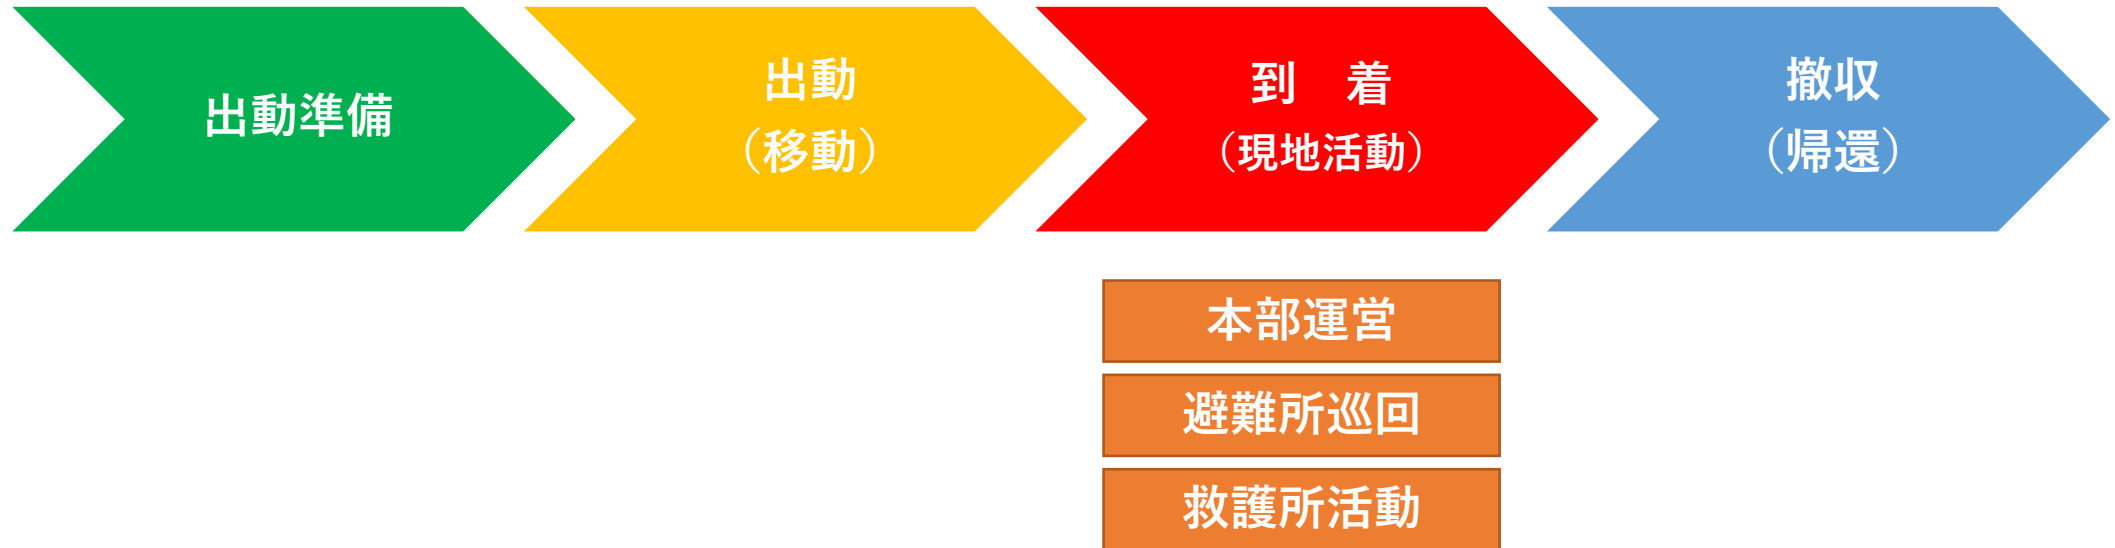 出動準備
出動
（移動）
到　着
（現地活動）
撤収
（帰還）
本部運営
避難所巡回
救護所活動